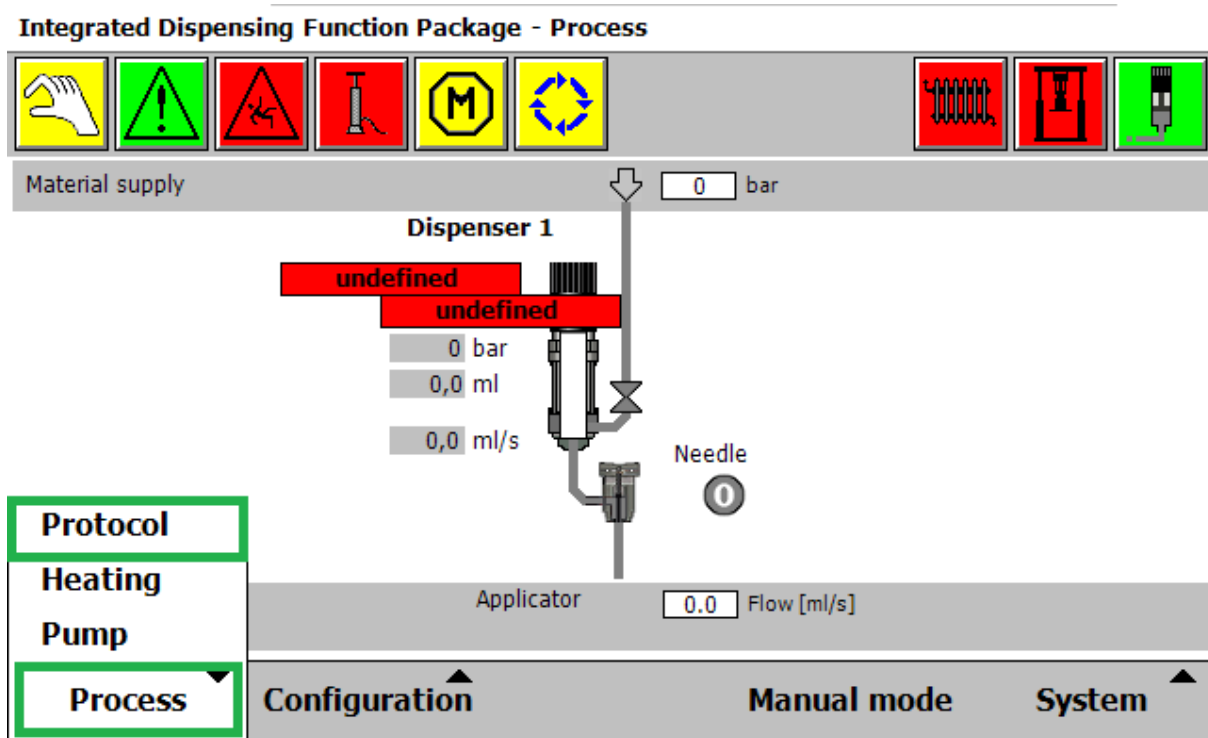 Integrated Dispensing Function Package - Process
M
Material supply
0 bar
Dispenser 1
undefined
undefined
0 bar
0,0 ml
0,0 ml/s
Needle
0
Protocol
Heating
Pump
Applicator
0.0 Flow [ml/s]
Process
Configuration
Manual mode
System